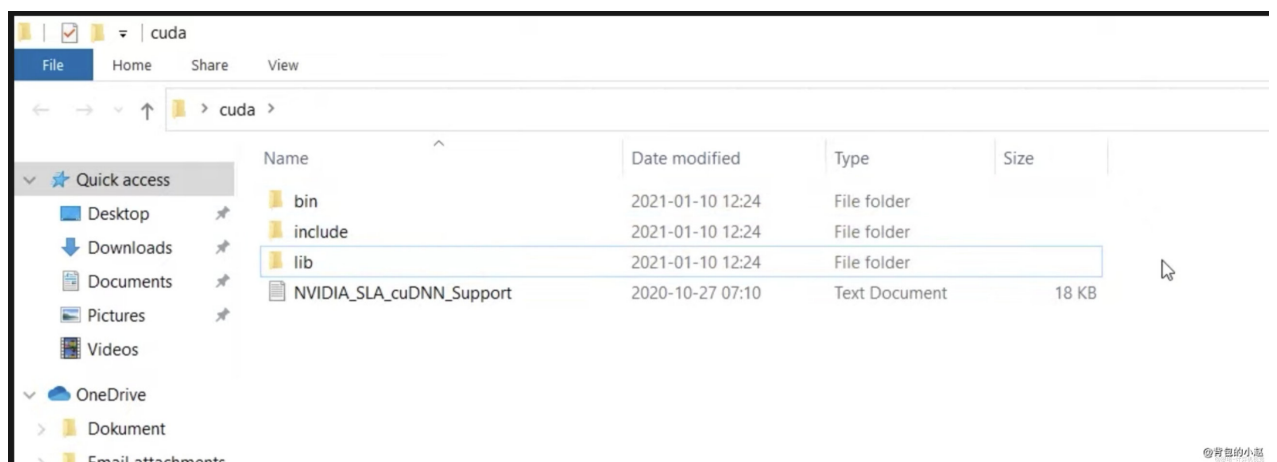 cuda
File Home Share View
cuda
Name Date modified Type Size
Quick access
Desktop
Downloads
Documents
Pictures
Videos
OneDrive
Dokument
Email attachments
bin 2021-01-10 12:24 File folder
include 2021-01-10 12:24 File folder
lib 2021-01-10 12:24 File folder
NVIDIA_SLA_cuDNN_Support 2020-10-27 07:10 Text Document 18 KB
@背包的小赵